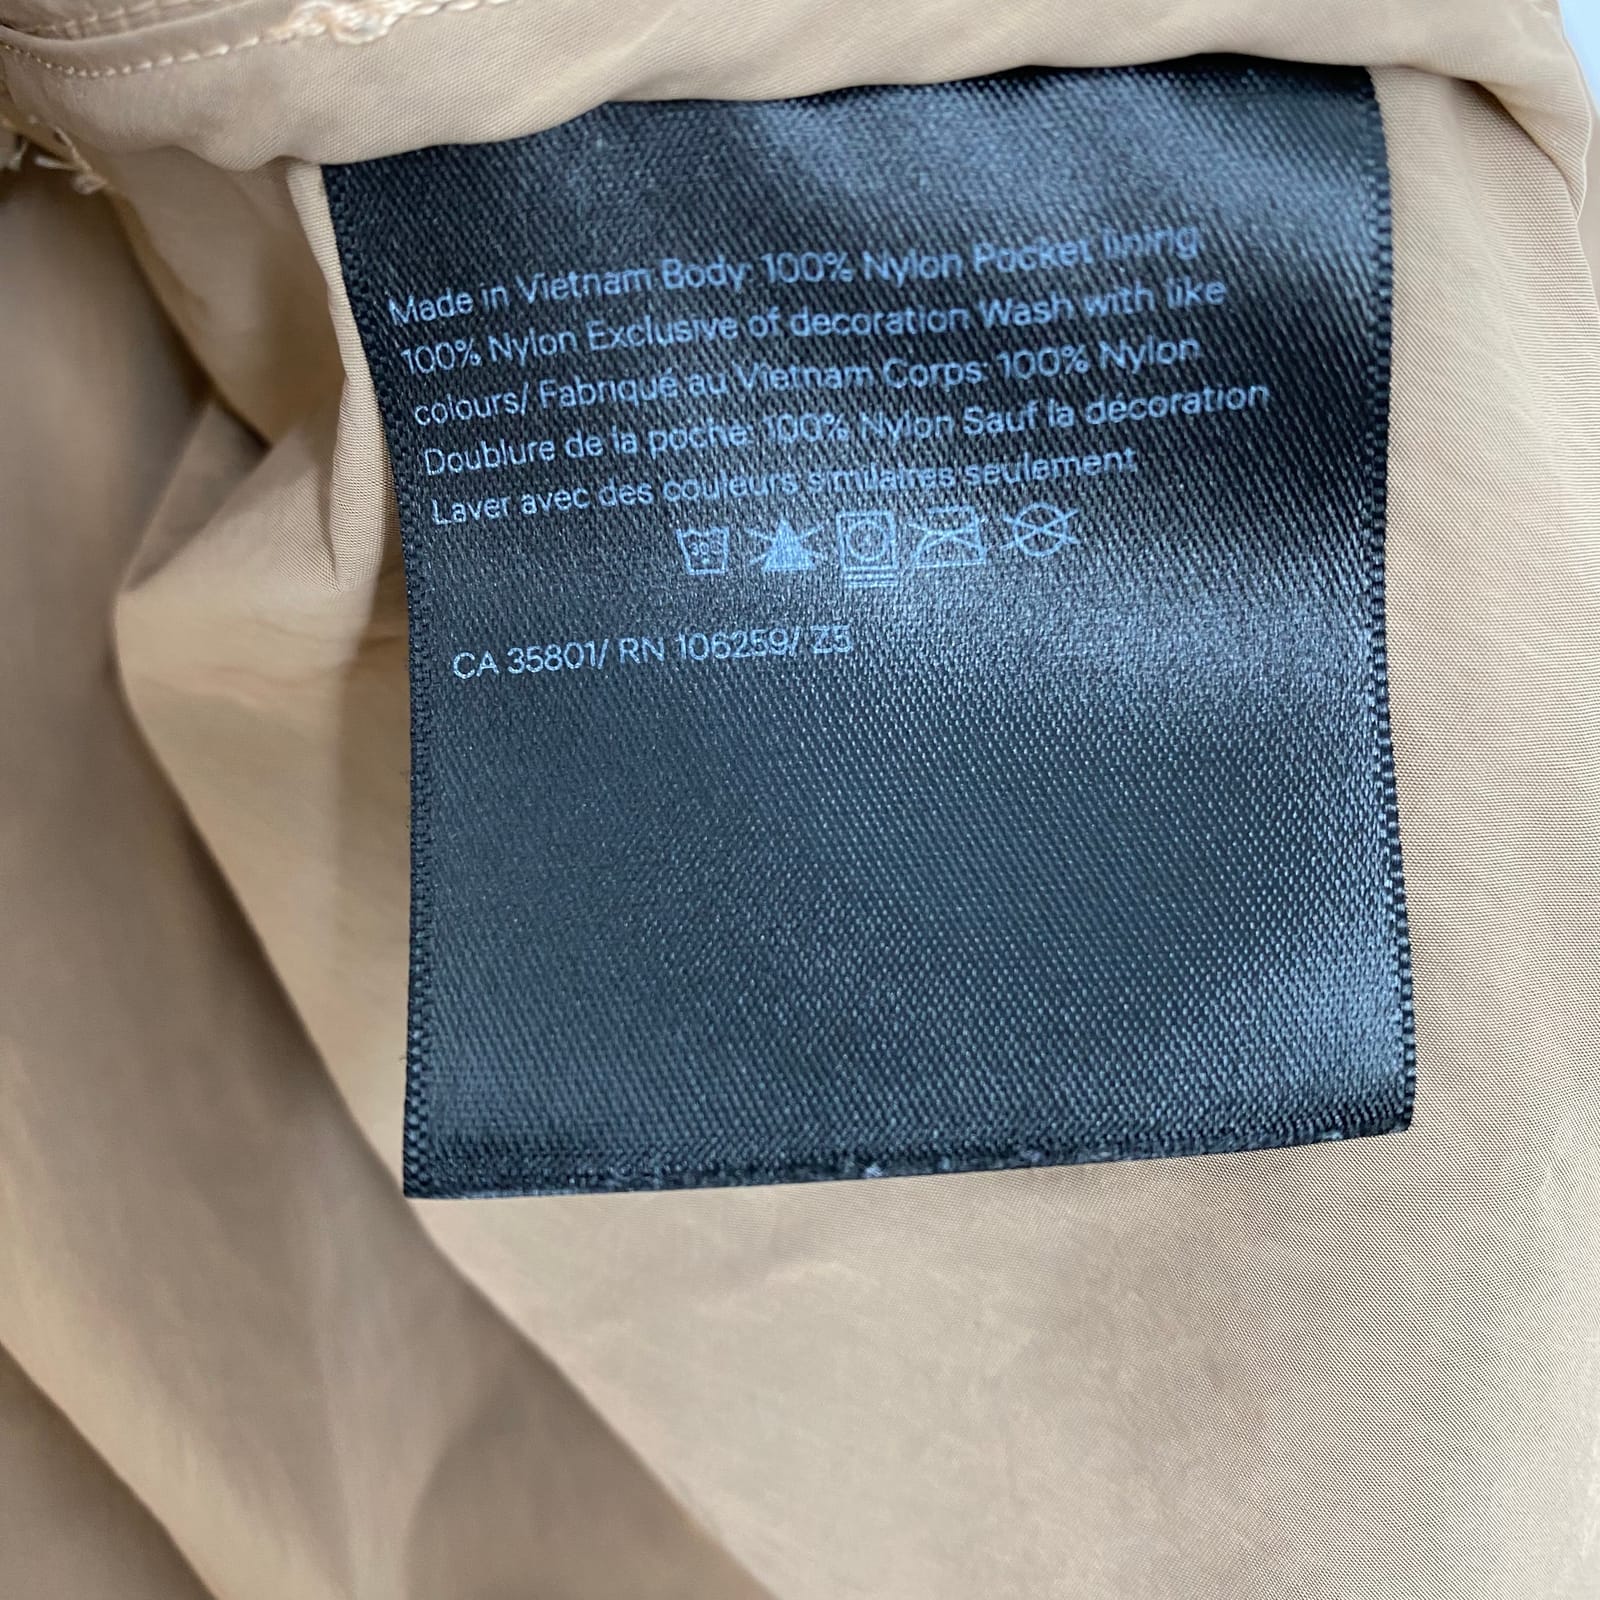 Made in Vietnam Body: 100% Nylon Pocket lining
100% Nylon Exclusive of decoration Wash with like
colours/ Fabriqué au Vietnam Corps: 100% Nylon
Doublure de la poche: 100% Nylon Sauf la décoration
Laver avec des couleurs similaires seulement
30°
CA 35801/ RN 106259/ Z5